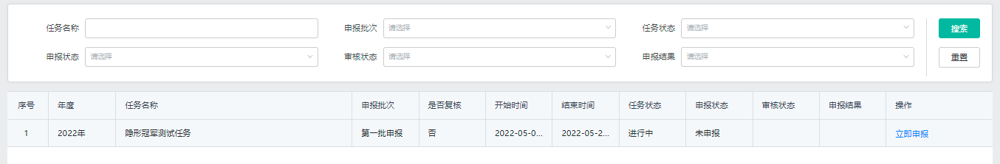 任务名称 申报批次 请选择 任务状态 请选择 搜索
申报状态 请选择 审核状态 请选择 申报结果 请选择 重置
序号 年度 任务名称 申报批次 是否复核 开始时间 结束时间 任务状态 申报状态 审核状态 申报结果 操作
1 2022年 隐形冠军测试任务 第一批申报 否 2022-05-0... 2022-05-2... 进行中 未申报 立即申报